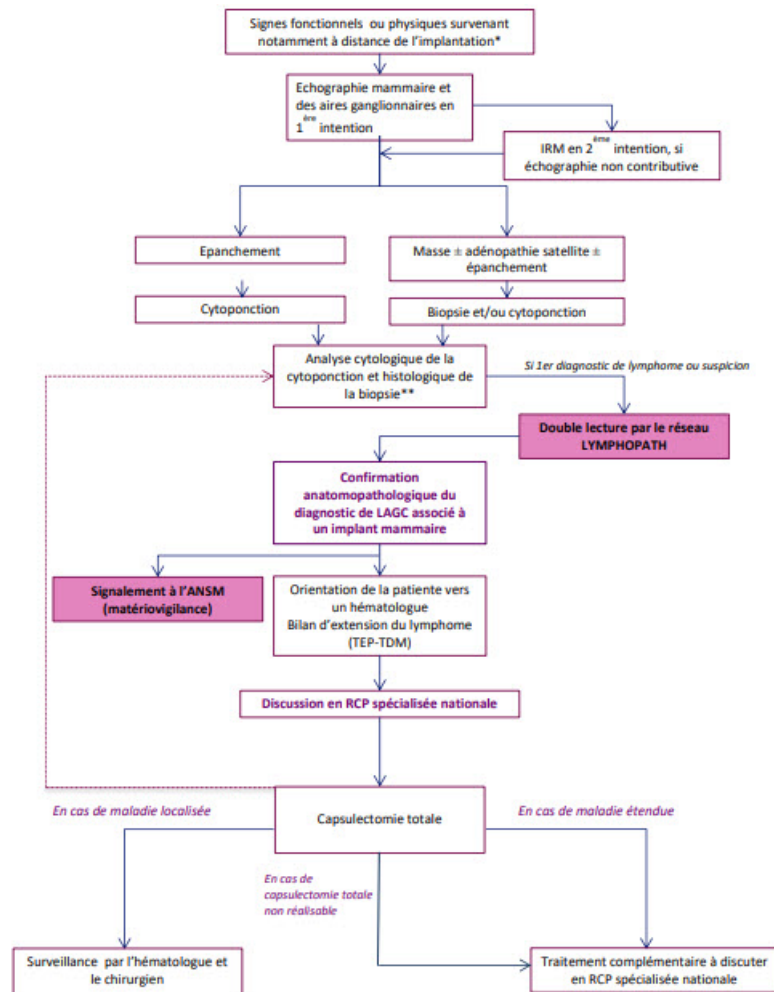 Signes fonctionnels ou physiques survenant
notamment à distance de l'implantation*
Echographie mammaire et
des aires ganglionnaires en
1ère intention
IRM en 2ème intention, si
échographie non contributive
Epanchement
Masse ± adénopathie satellite ±
épanchement
Cytoponction
Biopsie et/ou cytoponction
Analyse cytologique de la
cytoponction et histologique de
la biopsie**
Si 1er diagnostic de lymphome ou suspicion
Double lecture par le réseau
LYMPHOPATH
Confirmation
anatomopathologique du
diagnostic de LAGC associé à
un implant mammaire
Signalement à l'ANSM
(matériovigilance)
Orientation de la patiente vers
un hématologue
Bilan d'extension du lymphome
(TEP-TDM)
Discussion en RCP spécialisée nationale
En cas de maladie localisée
Capsulectomie totale
En cas de maladie étendue
En cas de
capsulectomie totale
non réalisable
Surveillance par l'hématologue et
le chirurgien
Traitement complémentaire à discuter
en RCP spécialisée nationale